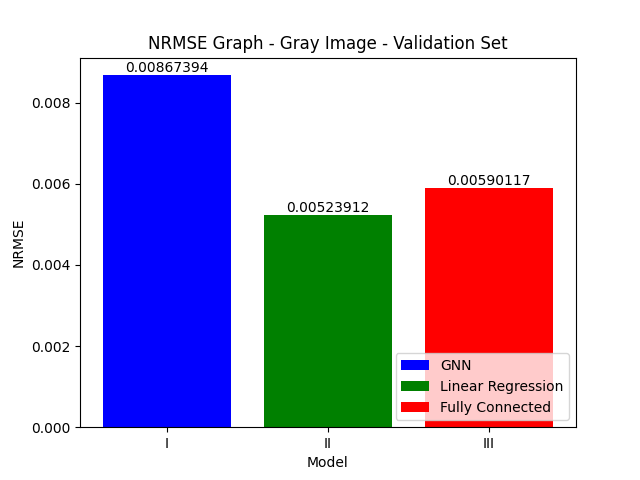 NRMSE Graph - Gray Image - Validation Set
0.00867394
0.00523912
0.00590117
0.008
0.006
0.004
0.002
0.000
NRMSE
I
II
III
Model
GNN
Linear Regression
Fully Connected